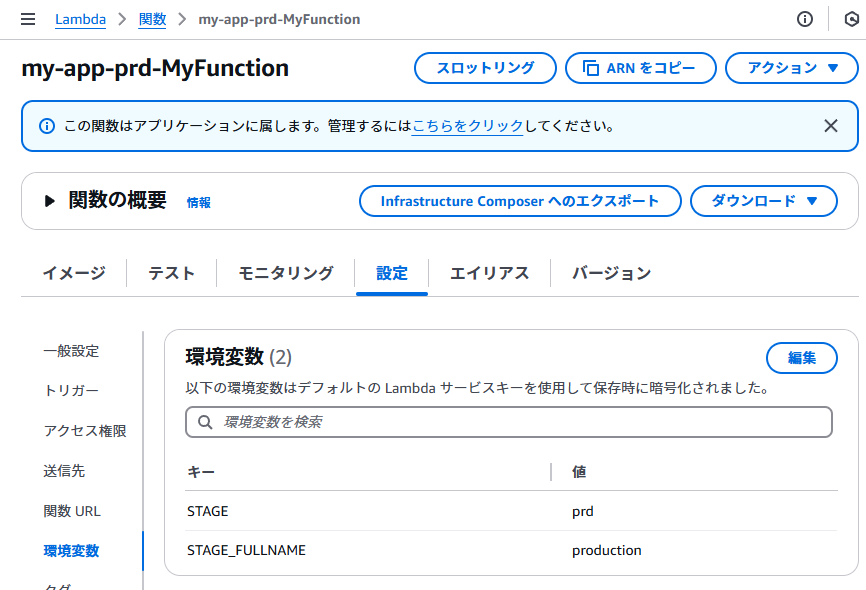 Lambda > 関数 > my-app-prd-MyFunction
my-app-prd-MyFunction
スロットリング
ARN をコピー
アクション
この関数はアプリケーションに属します。管理するにはこちらをクリックしてください。
関数の概要 情報
Infrastructure Composer へのエクスポート
ダウンロード
イメージ テスト モニタリング 設定 エイリアス バージョン
一般設定
トリガー
アクセス権限
送信先
関数 URL
環境変数
タグ
環境変数 (2)
編集
以下の環境変数はデフォルトの Lambda サービスキーを使用して保存時に暗号化されました。
環境変数を検索
キー 値
STAGE prd
STAGE_FULLNAME production